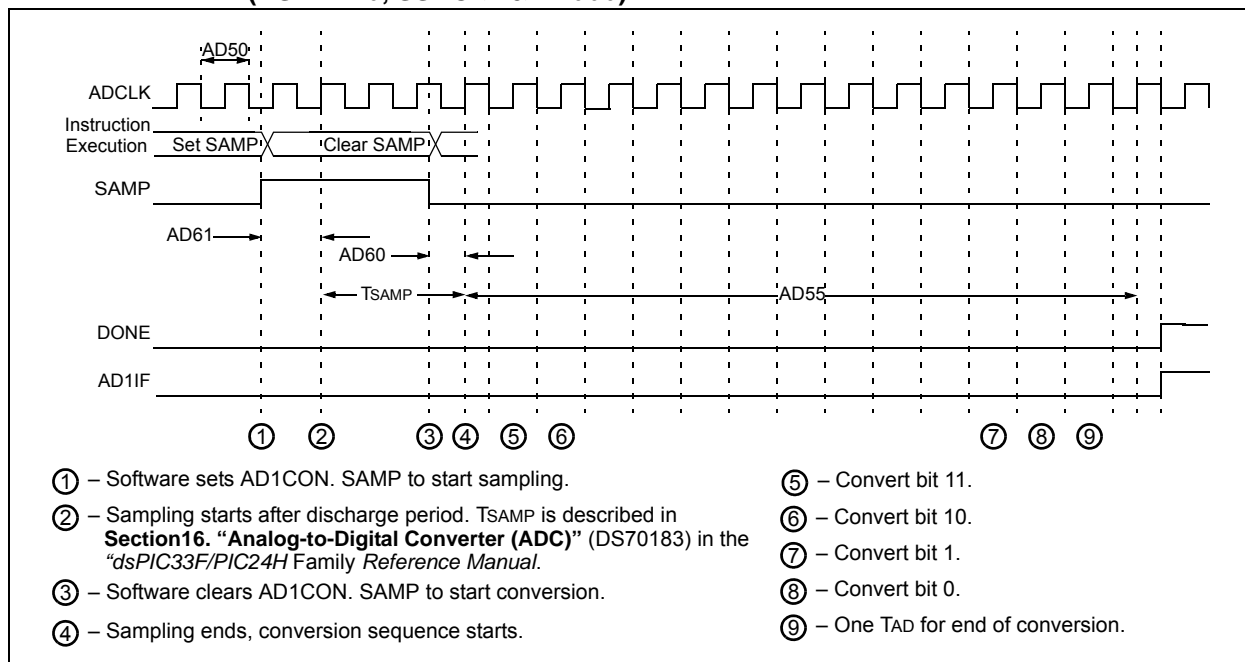 AD50
ADCLK
Instruction
Execution
Set SAMP
Clear SAMP
SAMP
AD61
AD60
TSAMP
AD55
DONE
AD1IF
1 2 3 4 5 6 7 8 9
1 – Software sets AD1CON. SAMP to start sampling.
2 – Sampling starts after discharge period. TSAMP is described in
Section16. “Analog-to-Digital Converter (ADC)” (DS70183) in the
“dsPIC33F/PIC24H Family Reference Manual.
3 – Software clears AD1CON. SAMP to start conversion.
4 – Sampling ends, conversion sequence starts.
5 – Convert bit 11.
6 – Convert bit 10.
7 – Convert bit 1.
8 – Convert bit 0.
9 – One TAD for end of conversion.